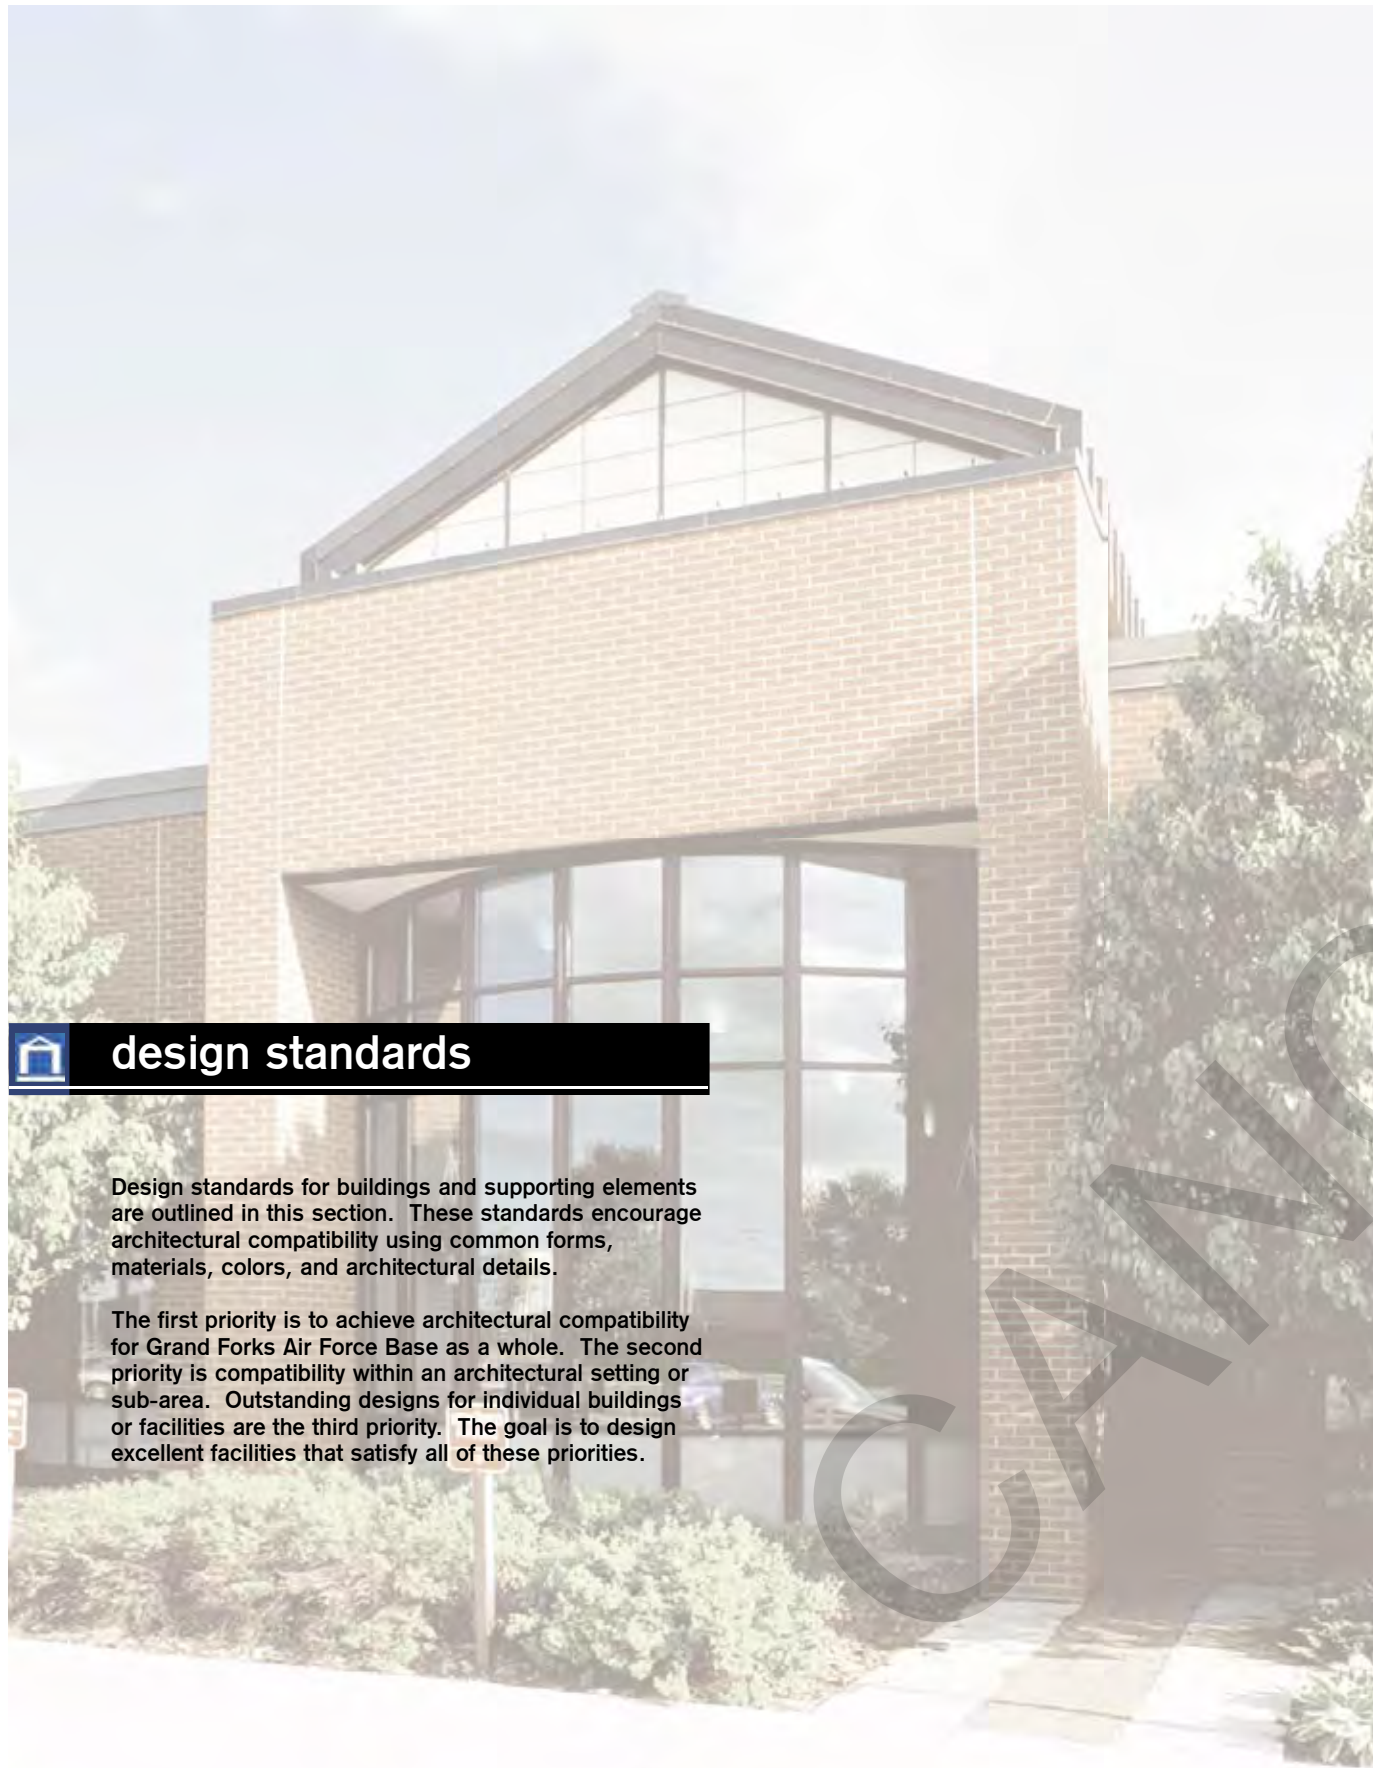 design standards
Design standards for buildings and supporting elements
are outlined in this section. These standards encourage
architectural compatibility using common forms,
materials, colors, and architectural details.
The first priority is to achieve architectural compatibility
for Grand Forks Air Force Base as a whole. The second
priority is compatibility within an architectural setting or
sub-area. Outstanding designs for individual buildings
or facilities are the third priority. The goal is to design
excellent facilities that satisfy all of these priorities.